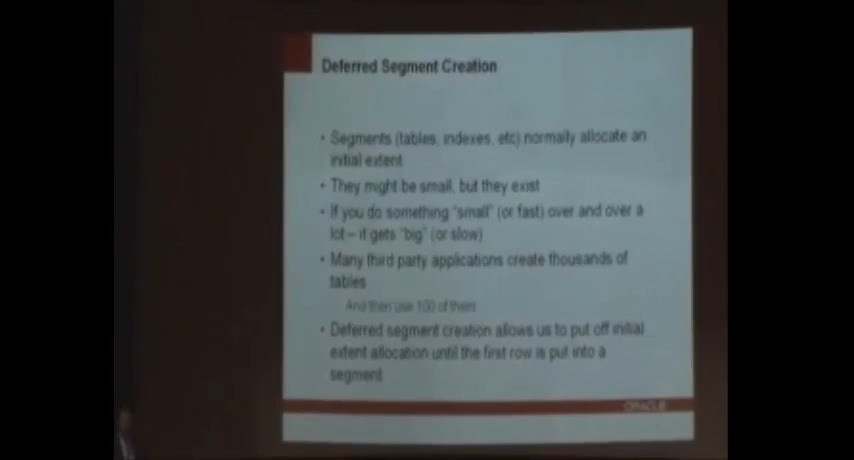 Deferred Segment Creation
• Segments (tables, indexes, etc) normally allocate an
initial extent
• They might be small, but they exist
• If you do something "small" (or fast) over and over a
lot – it gets "big" (or slow)
• Many third party applications create thousands of
tables
And then use 100 of them
• Deferred segment creation allows us to put off initial
extent allocation until the first row is put into a
segment
ORACLE